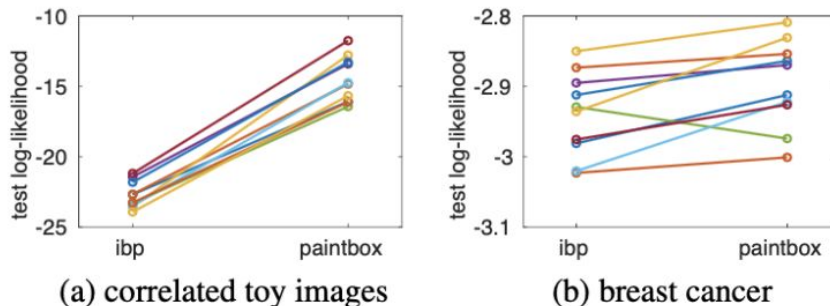 -10
-15
-20
-25
test log-likelihood
ibp
paintbox
(a) correlated toy images
-2.8
-2.9
-3
-3.1
test log-likelihood
ibp
paintbox
(b) breast cancer